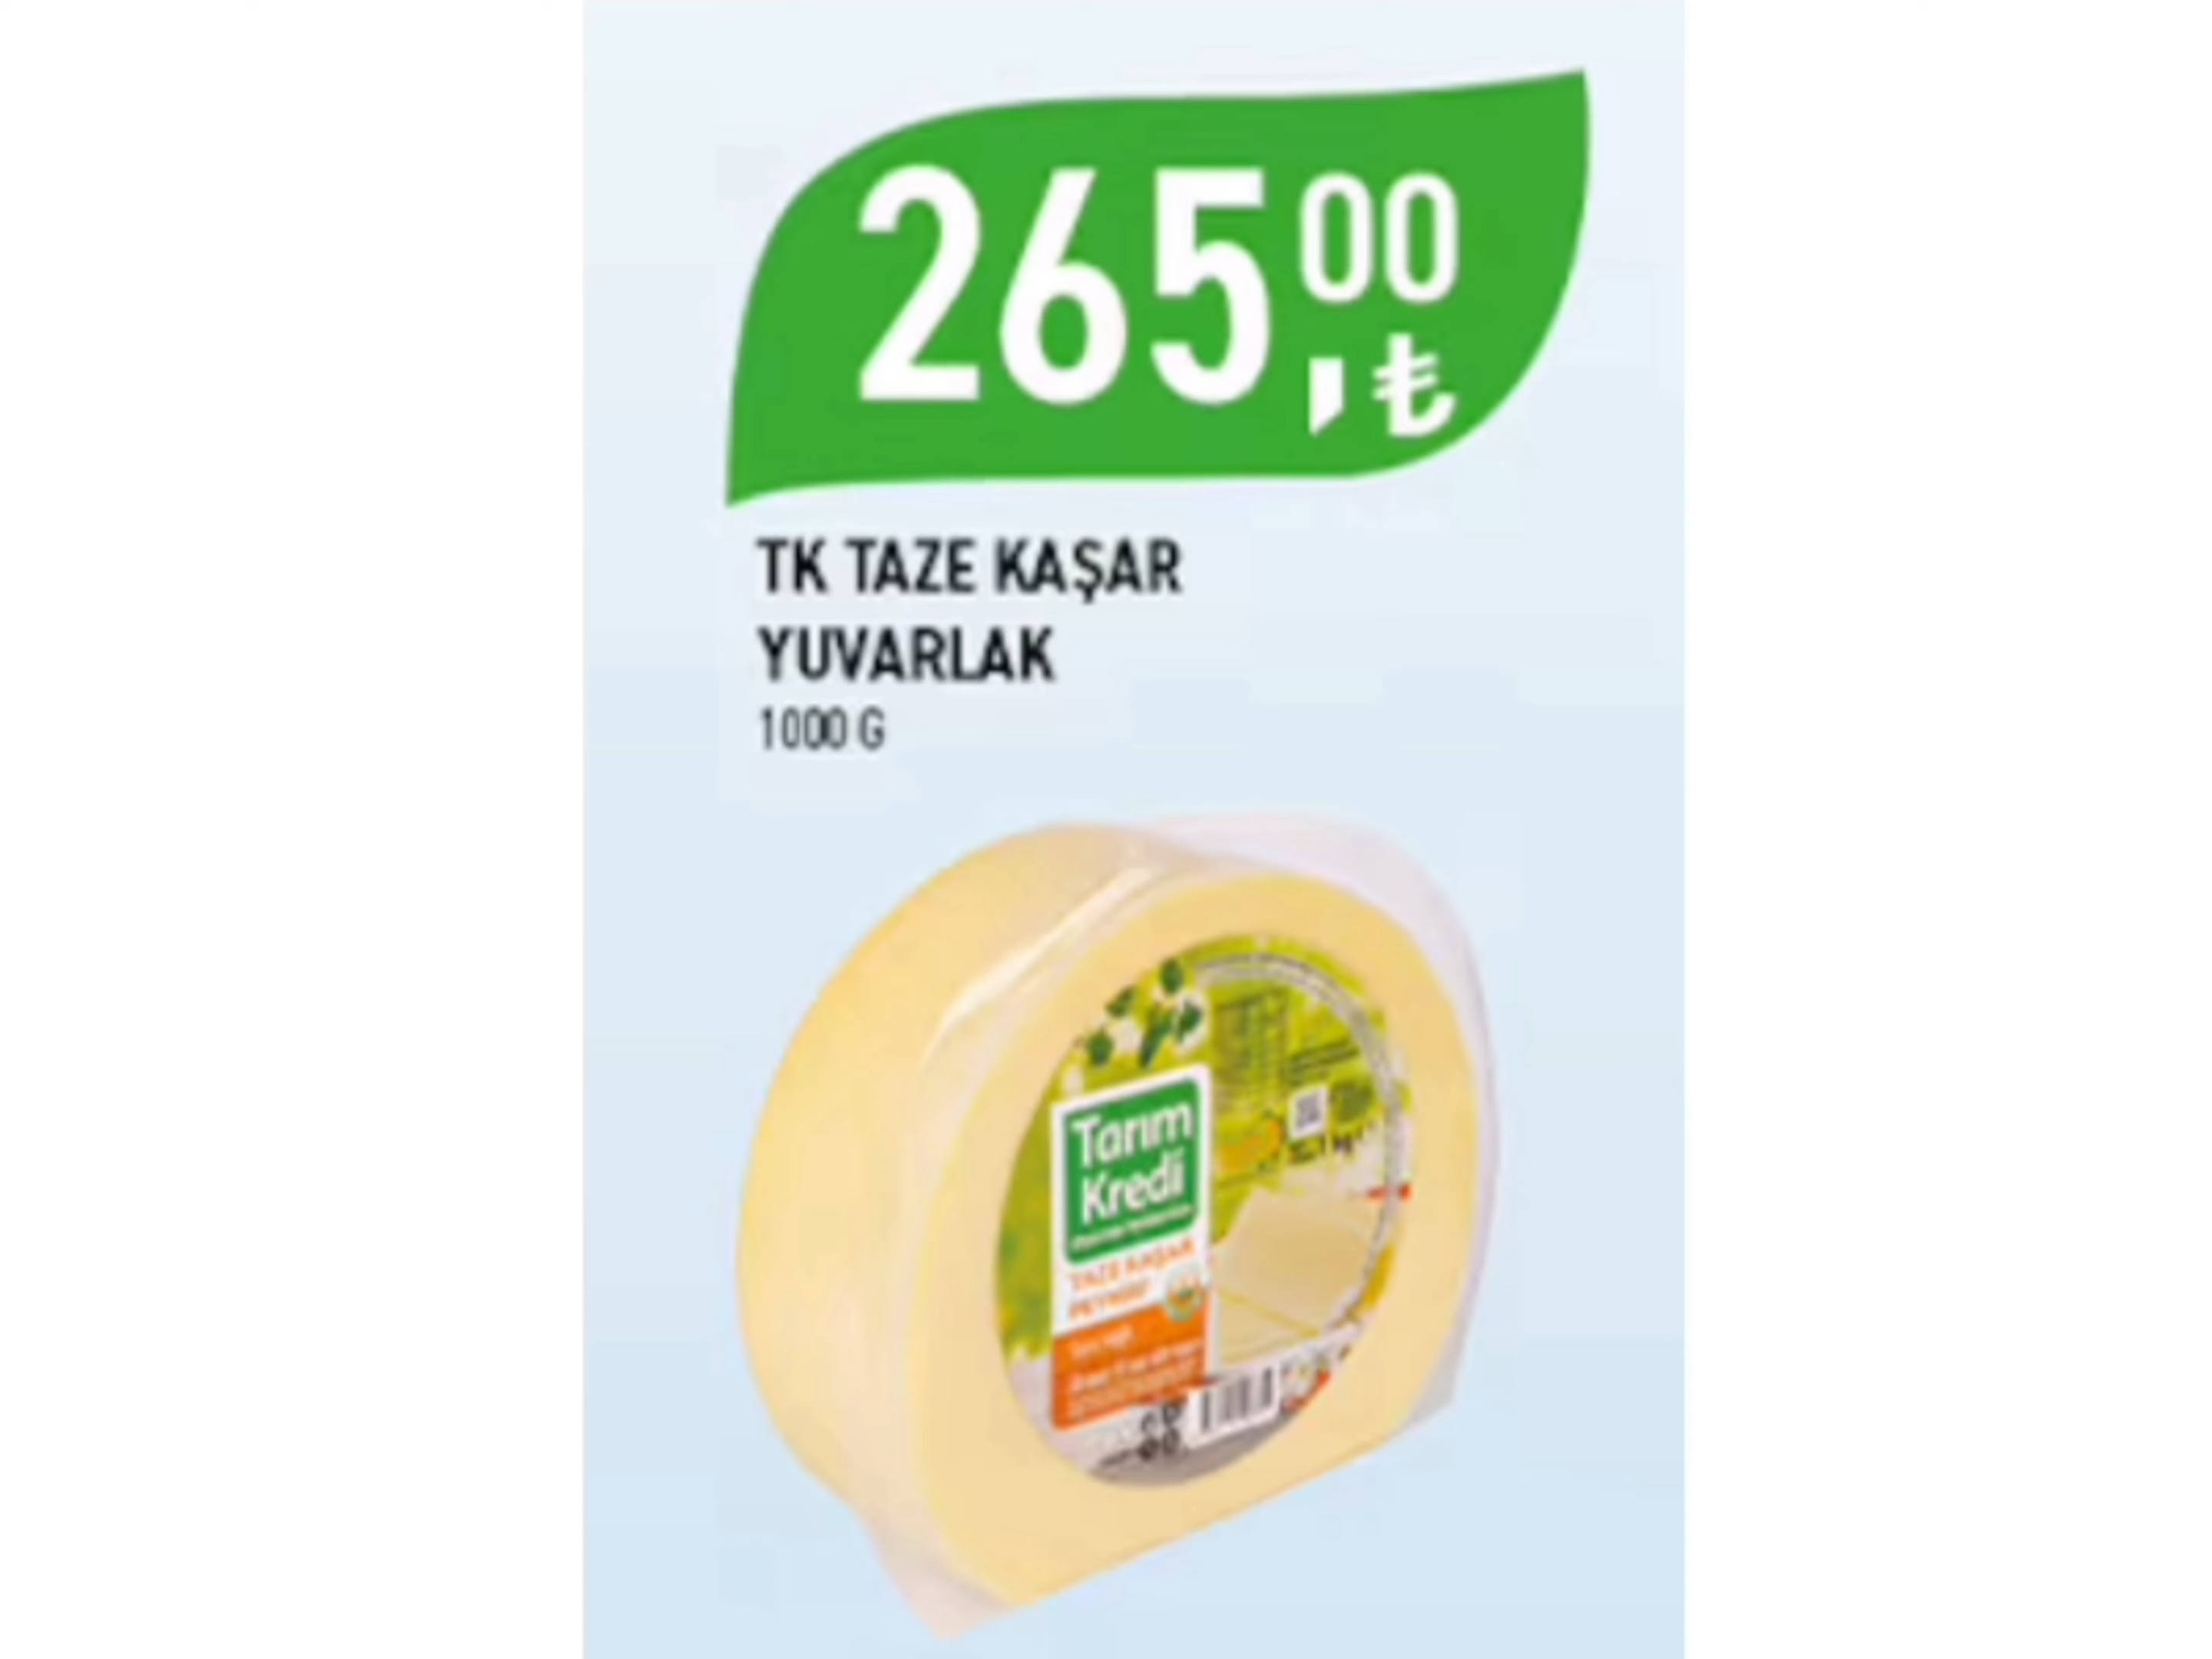 265,00 ₺
TK TAZE KAŞAR
YUVARLAK
1000 G
Tarım
Kredi
TAZE KAŞAR
PEYNİRİ